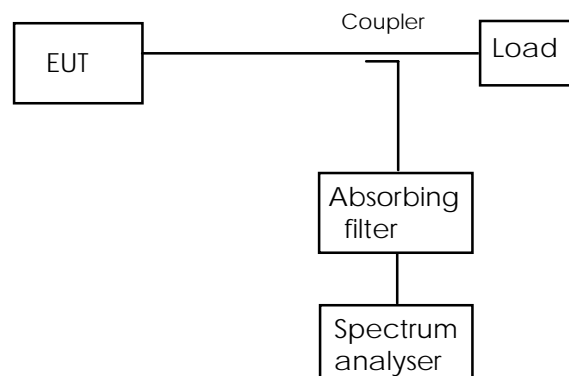 Coupler
EUT
Load
Absorbing
filter
Spectrum
analyser